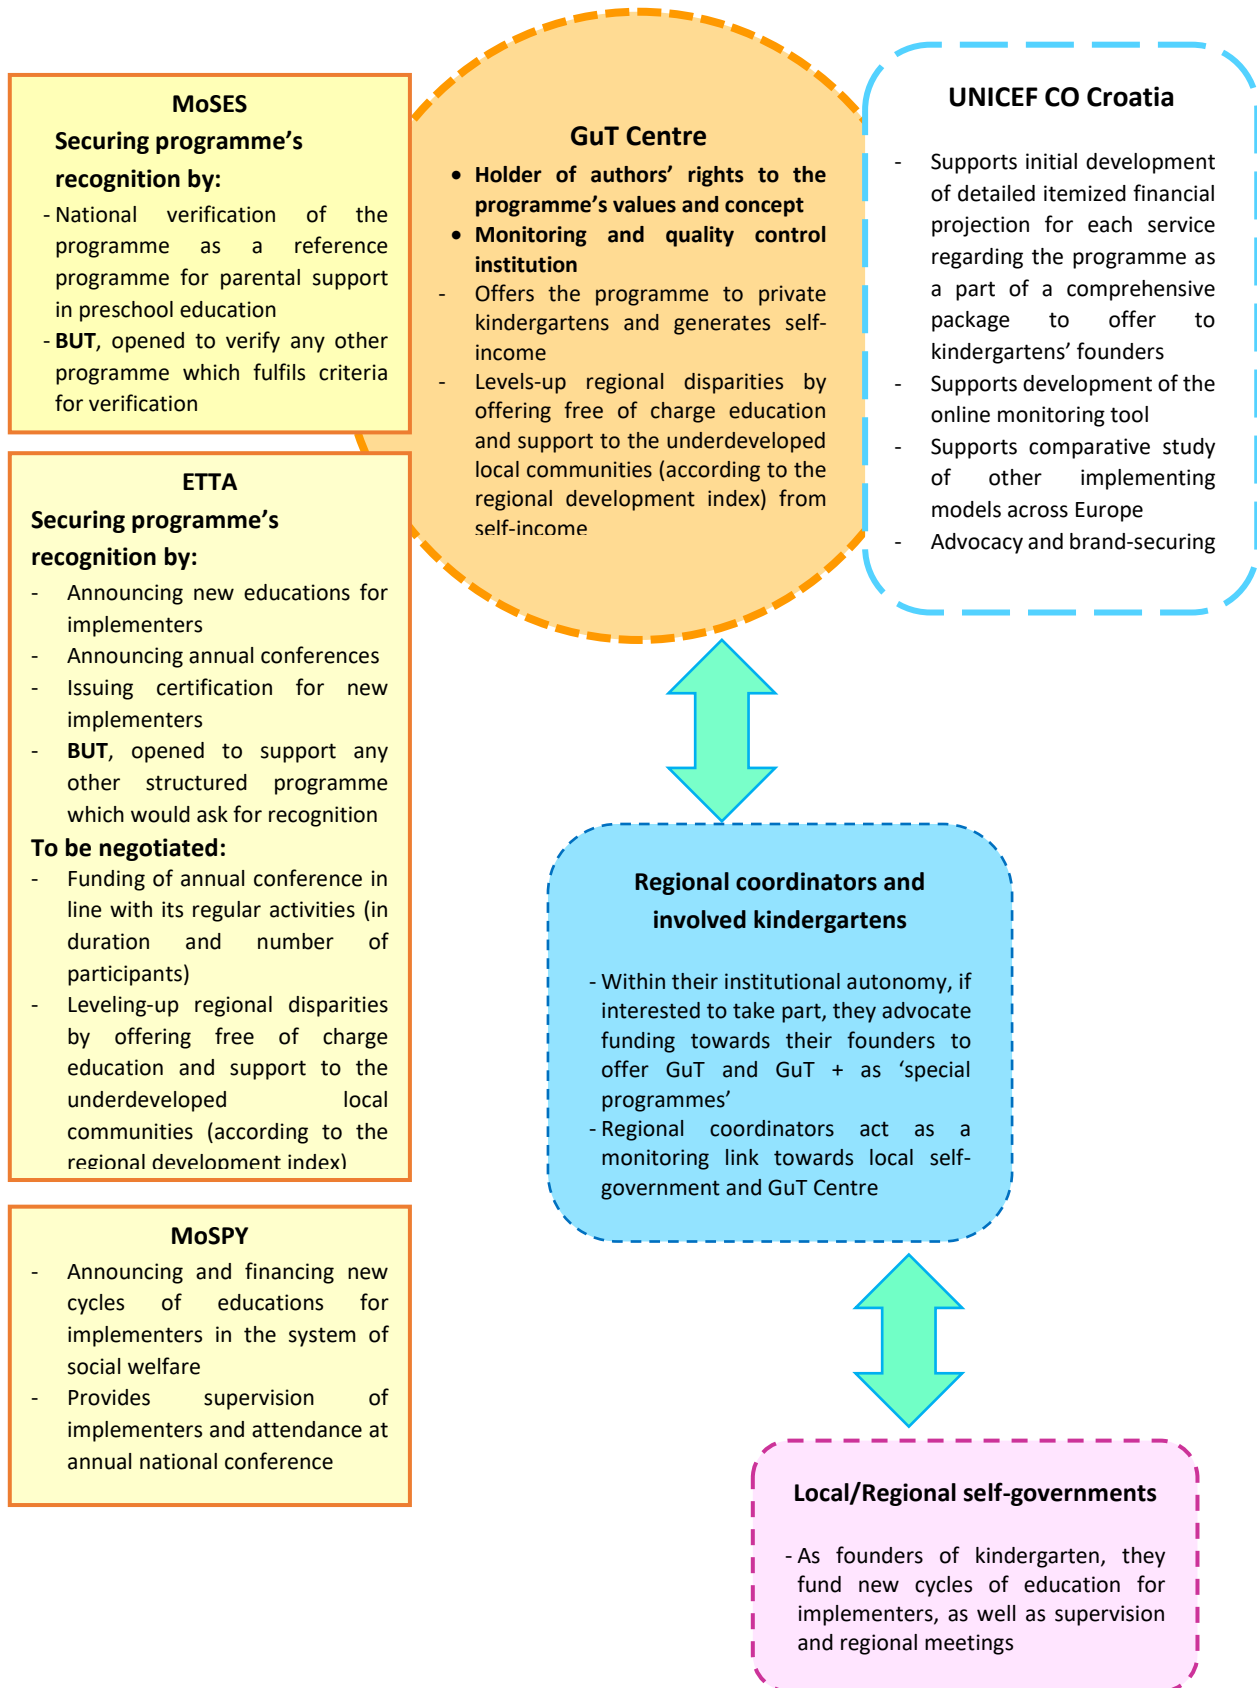 MoSES
Securing programme’s
recognition by:
- National verification of the
programme as a reference
programme for parental support
in preschool education
- BUT, opened to verify any other
programme which fulfils criteria
for verification
ETTA
Securing programme’s
recognition by:
- Announcing new educations for
implementers
- Announcing annual conferences
- Issuing certification for new
implementers
- BUT, opened to support any
other structured programme
which would ask for recognition
To be negotiated:
- Funding of annual conference in
line with its regular activities (in
duration and number of
participants)
- Leveling-up regional disparities
by offering free of charge
education and support to the
underdeveloped local
communities (according to the
regional development index)
MoSPY
- Announcing and financing new
cycles of educations for
implementers in the system of
social welfare
- Provides supervision of
implementers and attendance at
annual national conference
GuT Centre
• Holder of authors’ rights to the
programme’s values and concept
• Monitoring and quality control
institution
- Offers the programme to private
kindergartens and generates self-
income
- Levels-up regional disparities by
offering free of charge education
and support to the underdeveloped
local communities (according to the
regional development index) from
self-income
UNICEF CO Croatia
- Supports initial development
of detailed itemized financial
projection for each service
regarding the programme as
a part of a comprehensive
package to offer to
kindergartens’ founders
- Supports development of the
online monitoring tool
- Supports comparative study
of other implementing
models across Europe
- Advocacy and brand-securing
Regional coordinators and
involved kindergartens
- Within their institutional autonomy, if
interested to take part, they advocate
funding towards their founders to
offer GuT and GuT + as ‘special
programmes’
- Regional coordinators act as a
monitoring link towards local self-
government and GuT Centre
Local/Regional self-governments
- As founders of kindergarten, they
fund new cycles of education for
implementers, as well as supervision
and regional meetings